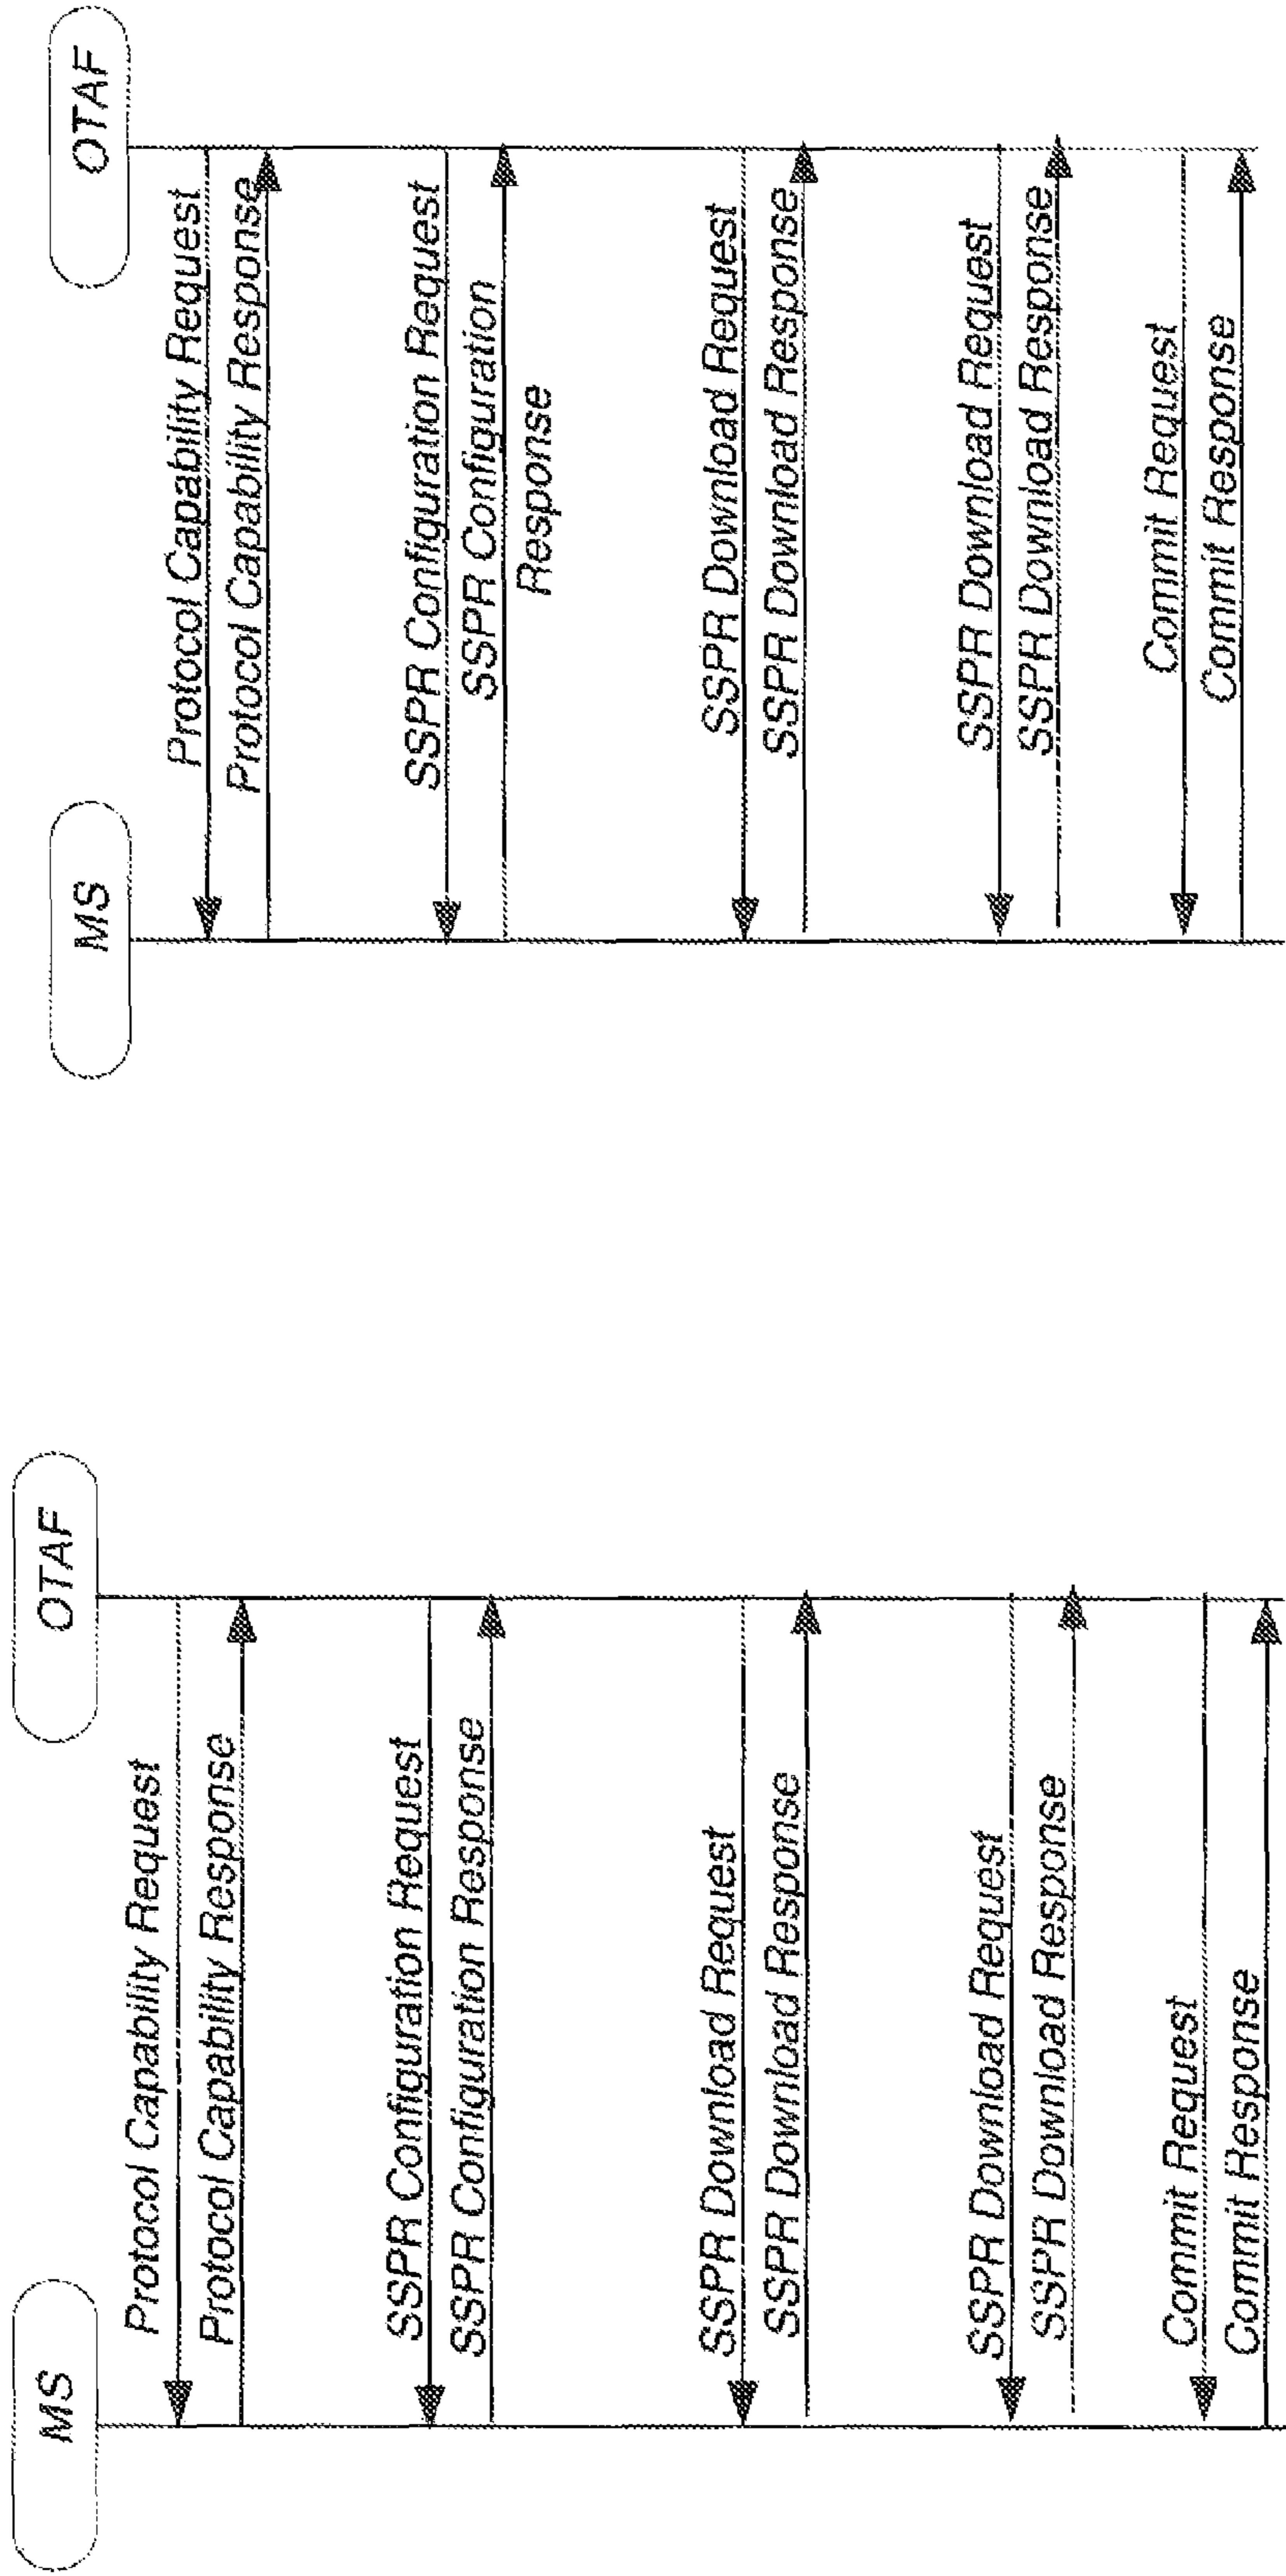 MS
OTAF
Protocol Capability Request
Protocol Capability Response
SSPR Configuration Request
SSPR Configuration Response
SSPR Download Request
SSPR Download Response
SSPR Download Request
SSPR Download Response
Commit Request
Commit Response
MS
OTAF
Protocol Capability Request
Protocol Capability Response
SSPR Configuration Request
SSPR Configuration
Response
SSPR Download Request
SSPR Download Response
SSPR Download Request
SSPR Download Response
Commit Request
Commit Response